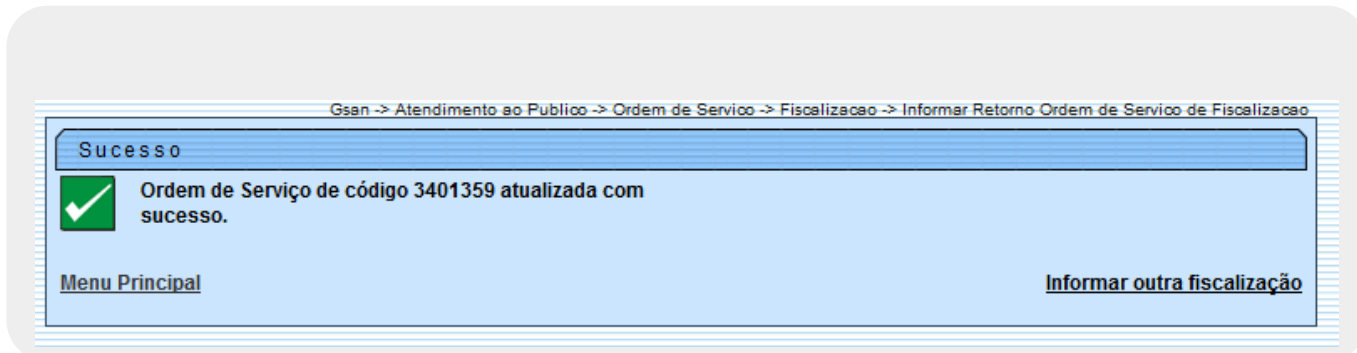 Gsan -> Atendimento ao Publico -> Ordem de Servico -> Fiscalizacao -> Informar Retorno Ordem de Servico de Fiscalizacao
Sucesso
Ordem de Serviço de código 3401359 atualizada com
sucesso.
Menu Principal
Informar outra fiscalização